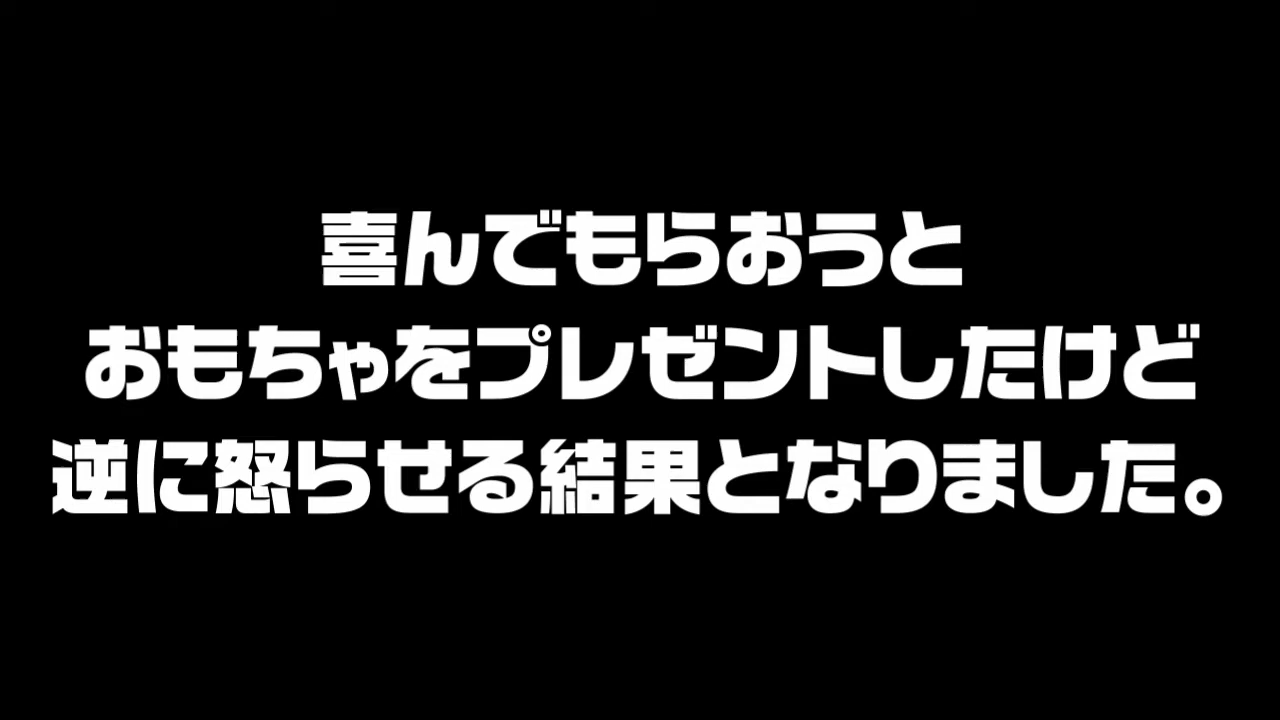 喜んでもらおうと
おもちゃをプレゼントしたけど
逆に怒らせる結果となりました。